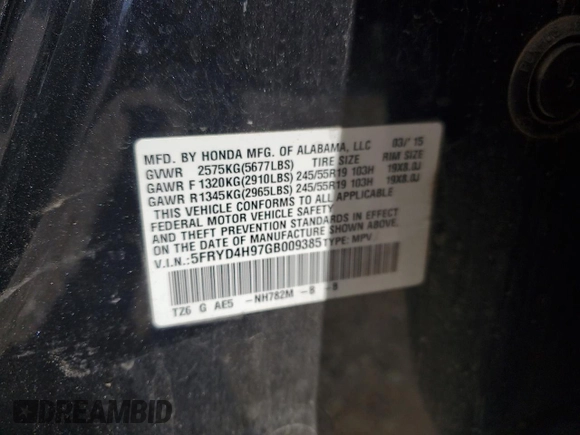 MFD. BY HONDA MFG. OF ALABAMA, LLC 03/'15
GVWR 2575KG(5677LBS) TIRE SIZE RIM SIZE
GAWR F 1320KG(2910LBS) 245/55R19 103H 19X8.0J
GAWR R 1345KG(2965LBS) 245/55R19 103H 19X8.0J
THIS VEHICLE CONFORMS TO ALL APPLICABLE
FEDERAL MOTOR VEHICLE SAFETY
AND THEFT PREVENTION STANDARDS IN EFFECT
ON THE DATE OF MANUFACTURE SHOWN ABOVE.
V.I.N.: 5FRYD4H97GB009385 TYPE: MPV
TZ6 G AE5 -NH782M -B -B
DREAMBID